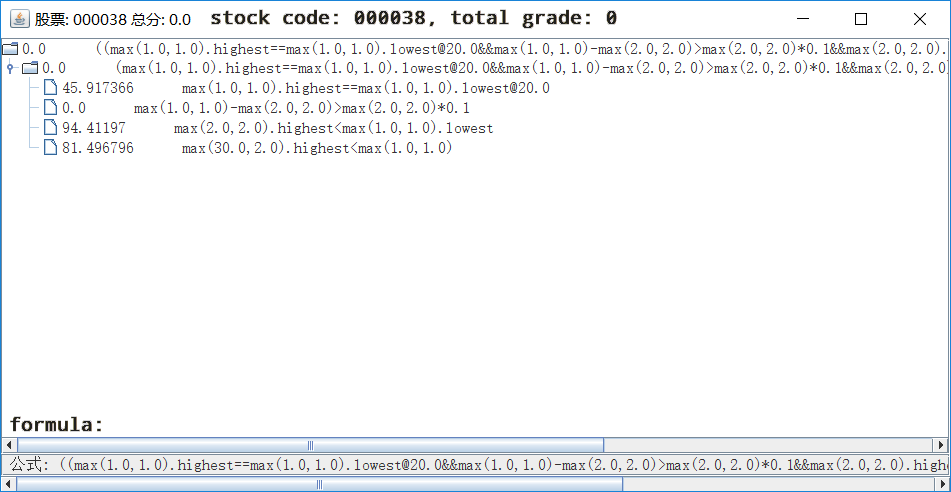 股票: 000038 总分: 0.0 stock code: 000038, total grade: 0
0.0 ((max(1.0,1.0).highest==max(1.0,1.0).lowest@20.0&&max(1.0,1.0)-max(2.0,2.0)>max(2.0,2.0)*0.1&&max(2.0,2.0).
0.0 (max(1.0,1.0).highest==max(1.0,1.0).lowest@20.0&&max(1.0,1.0)-max(2.0,2.0)>max(2.0,2.0)*0.1&&max(2.0,2.0)
45.917366 max(1.0,1.0).highest==max(1.0,1.0).lowest@20.0
0.0 max(1.0,1.0)-max(2.0,2.0)>max(2.0,2.0)*0.1
94.41197 max(2.0,2.0).highest<max(1.0,1.0).lowest
81.496796 max(30.0,2.0).highest<max(1.0,1.0)
formula:
公式: ((max(1.0,1.0).highest==max(1.0,1.0).lowest@20.0&&max(1.0,1.0)-max(2.0,2.0)>max(2.0,2.0)*0.1&&max(2.0,2.0).highe